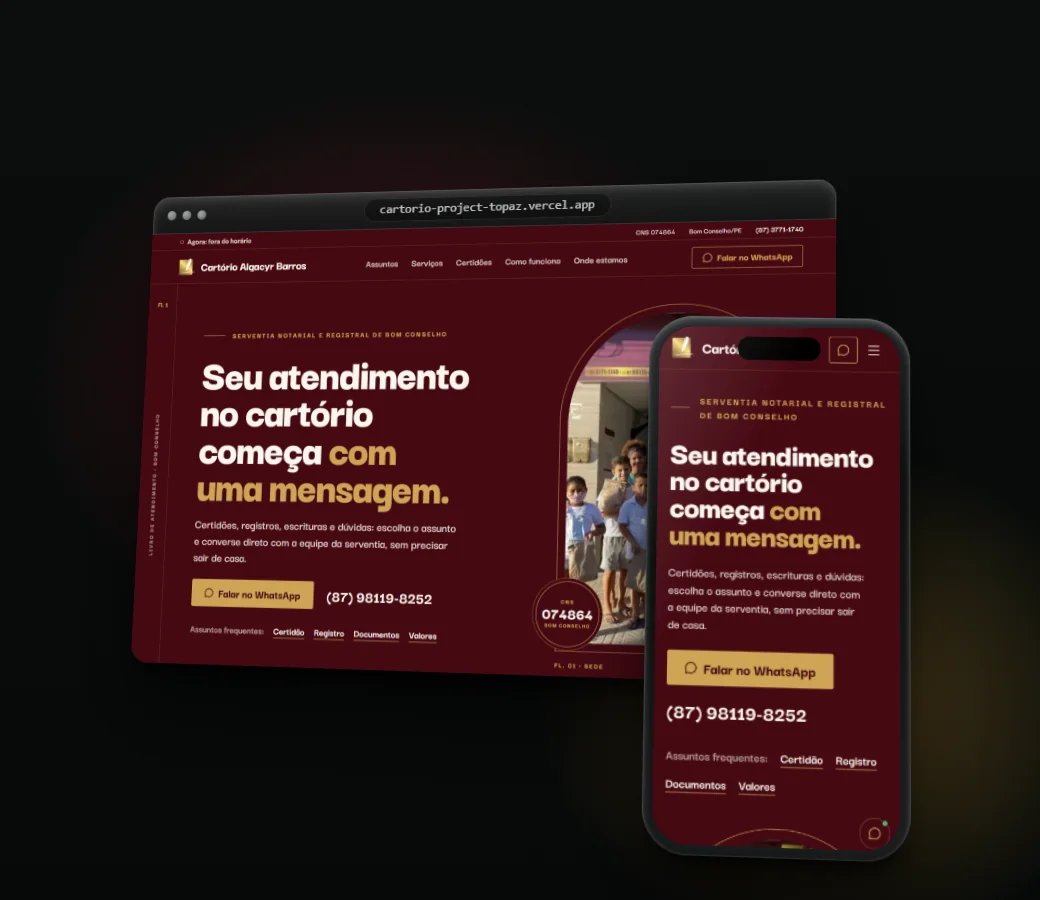 cartorio-project-topaz.vercel.app
Agora: fora do horário
CNS 074864
Bom Conselho/PE
(87) 3771-1740
Cartório Algacyr Barros
Assuntos
Serviços
Certidões
Como funciona
Onde estamos
Falar no WhatsApp
FL 1
LIVRO DE ATENDIMENTO · BOM CONSELHO
SERVENTIA NOTARIAL E REGISTRAL DE BOM CONSELHO
Seu atendimento
no cartório
começa com
uma mensagem.
Certidões, registros, escrituras e dúvidas: escolha o assunto
e converse direto com a equipe da serventia, sem precisar
sair de casa.
Falar no WhatsApp
(87) 98119-8252
Assuntos frequentes:
Certidão
Registro
Documentos
Valores
CNS
074864
BOM CONSELHO
FL. 01 · SEDE
Cartó
SERVENTIA NOTARIAL E REGISTRAL
DE BOM CONSELHO
Seu atendimento
no cartório
começa com
uma mensagem.
Certidões, registros, escrituras e dúvidas:
escolha o assunto e converse direto com
a equipe da serventia, sem precisar sair
de casa.
Falar no WhatsApp
(87) 98119-8252
Assuntos frequentes:
Certidão
Registro
Documentos
Valores